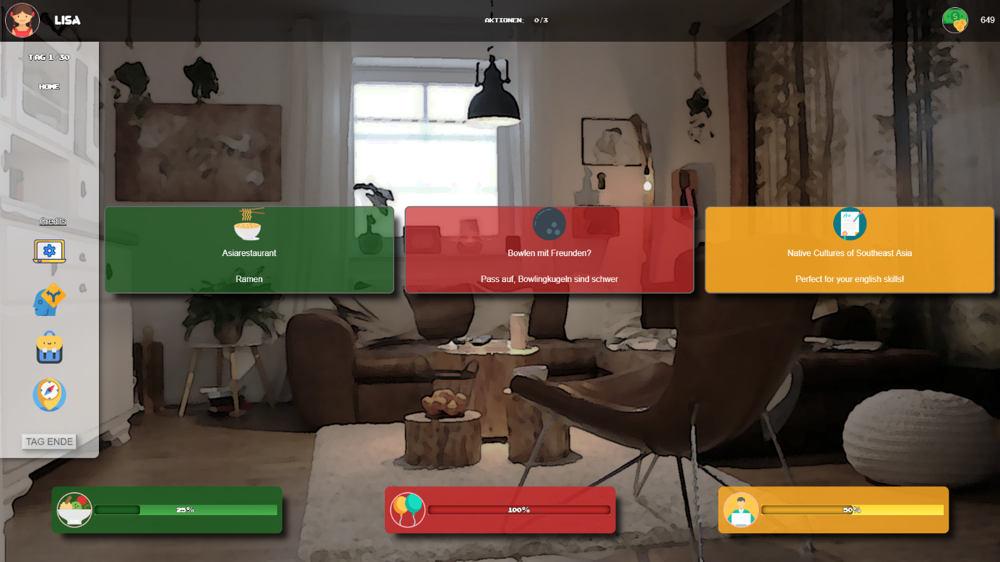 LISA
AKTIONEN: 0/3
649
TAG 1/30
HOME
Credits
TAG ENDE
Asiarestaurant
Ramen
Bowlen mit Freunden?
Pass auf, Bowlingkugeln sind schwer
A+
Native Cultures of Southeast Asia
Perfect for your english skills!
25%
100%
50%